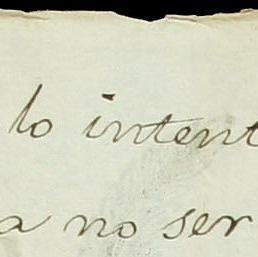 lo intent
a no ser